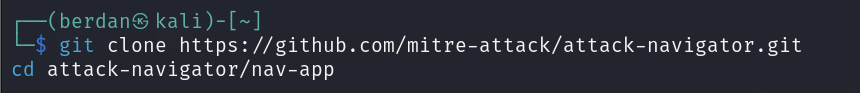 ┌──(berdan㉿kali)-[~]
└─$ git clone https://github.com/mitre-attack/attack-navigator.git
cd attack-navigator/nav-app